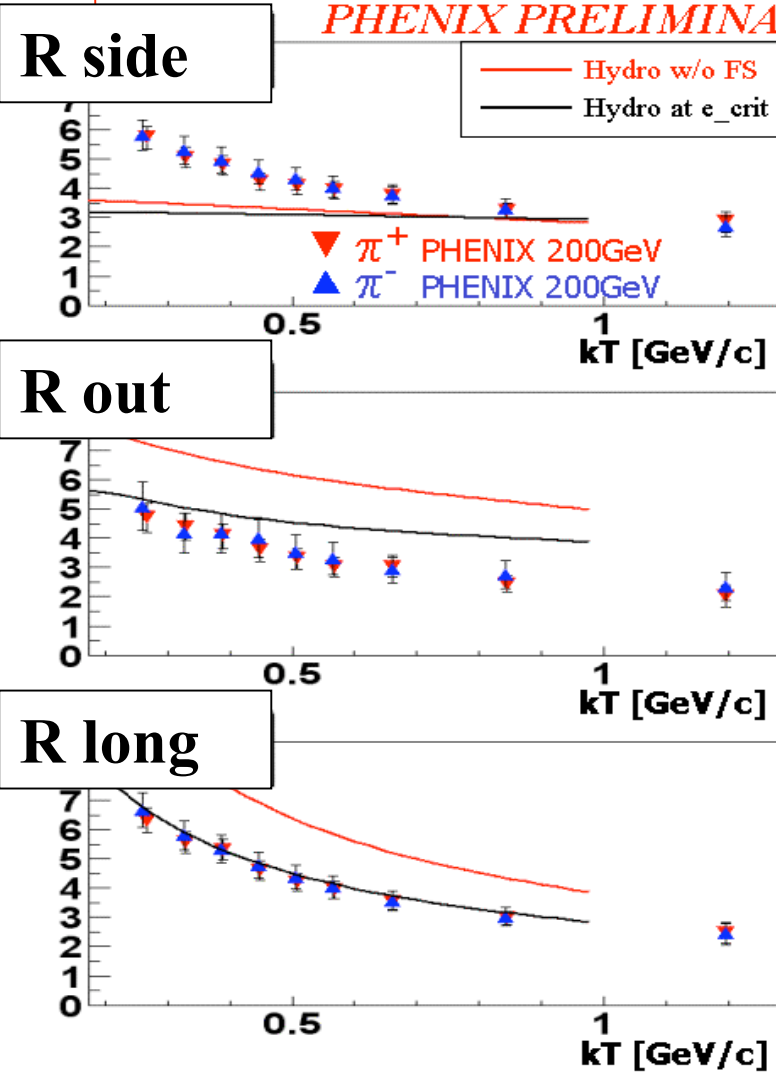 PHENIX PRELIMINA
R side
Hydro w/o FS
Hydro at e_crit
7
6
5
4
3
2
1
0
π+ PHENIX 200GeV
π- PHENIX 200GeV
0.5 1
kT [GeV/c]
R out
7
6
5
4
3
2
1
0
0.5 1
kT [GeV/c]
R long
7
6
5
4
3
2
1
0
0.5 1
kT [GeV/c]